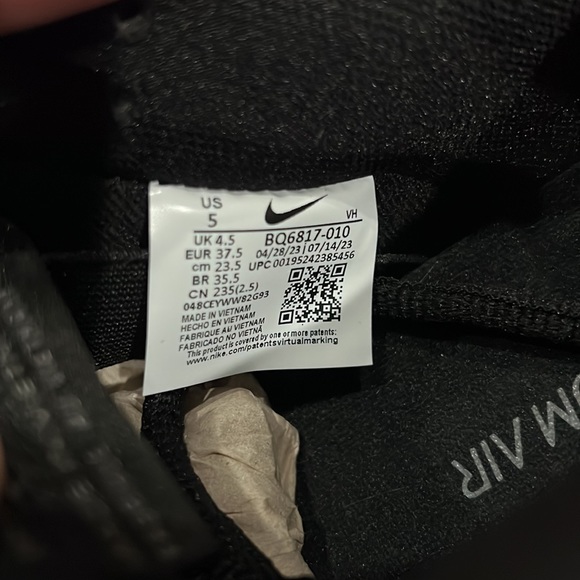 US
5
VH
UK 4.5
EUR 37.5
cm 23.5
BR 35.5
CN 235(2.5)
BQ6817-010
04/28/23 | 07/14/23
UPC 00195242385456
048CEYWW82G93
MADE IN VIETNAM
HECHO EN VIETNAM
FABRIQUE AU VIETNAM
FABRICADO NO VIETNÃ
This product is covered by one or more patents:
www.nike.com/patentsvirtualmarking
OM AIR